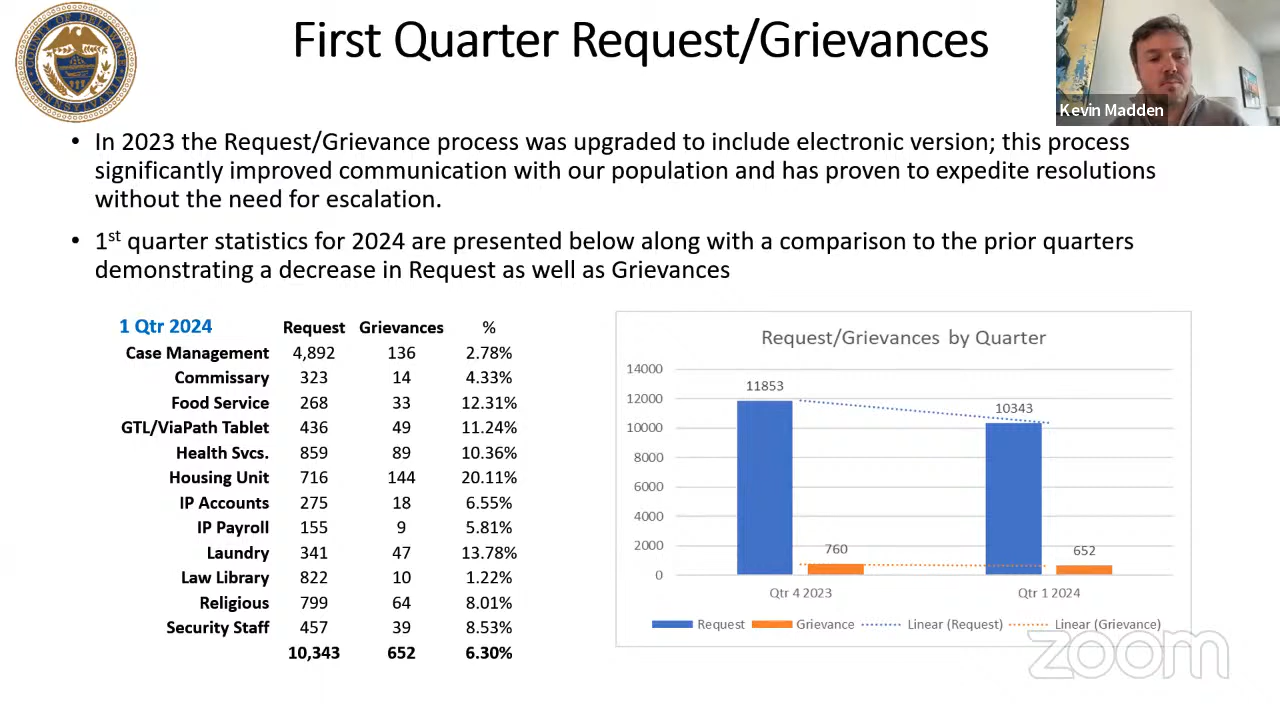 First Quarter Request/Grievances
COUNTY OF DELAWARE
PENNSYLVANIA
Kevin Madden
• In 2023 the Request/Grievance process was upgraded to include electronic version; this process
significantly improved communication with our population and has proven to expedite resolutions
without the need for escalation.
• 1st quarter statistics for 2024 are presented below along with a comparison to the prior quarters
demonstrating a decrease in Request as well as Grievances
1 Qtr 2024 Request Grievances %
Case Management 4,892 136 2.78%
Commissary 323 14 4.33%
Food Service 268 33 12.31%
GTL/ViaPath Tablet 436 49 11.24%
Health Svcs. 859 89 10.36%
Housing Unit 716 144 20.11%
IP Accounts 275 18 6.55%
IP Payroll 155 9 5.81%
Laundry 341 47 13.78%
Law Library 822 10 1.22%
Religious 799 64 8.01%
Security Staff 457 39 8.53%
10,343 652 6.30%
Request/Grievances by Quarter
14000
11853
12000
10343
10000
8000
6000
4000
2000
760
652
0
Qtr 4 2023 Qtr 1 2024
Request Grievance Linear (Request) Linear (Grievance)
zoom